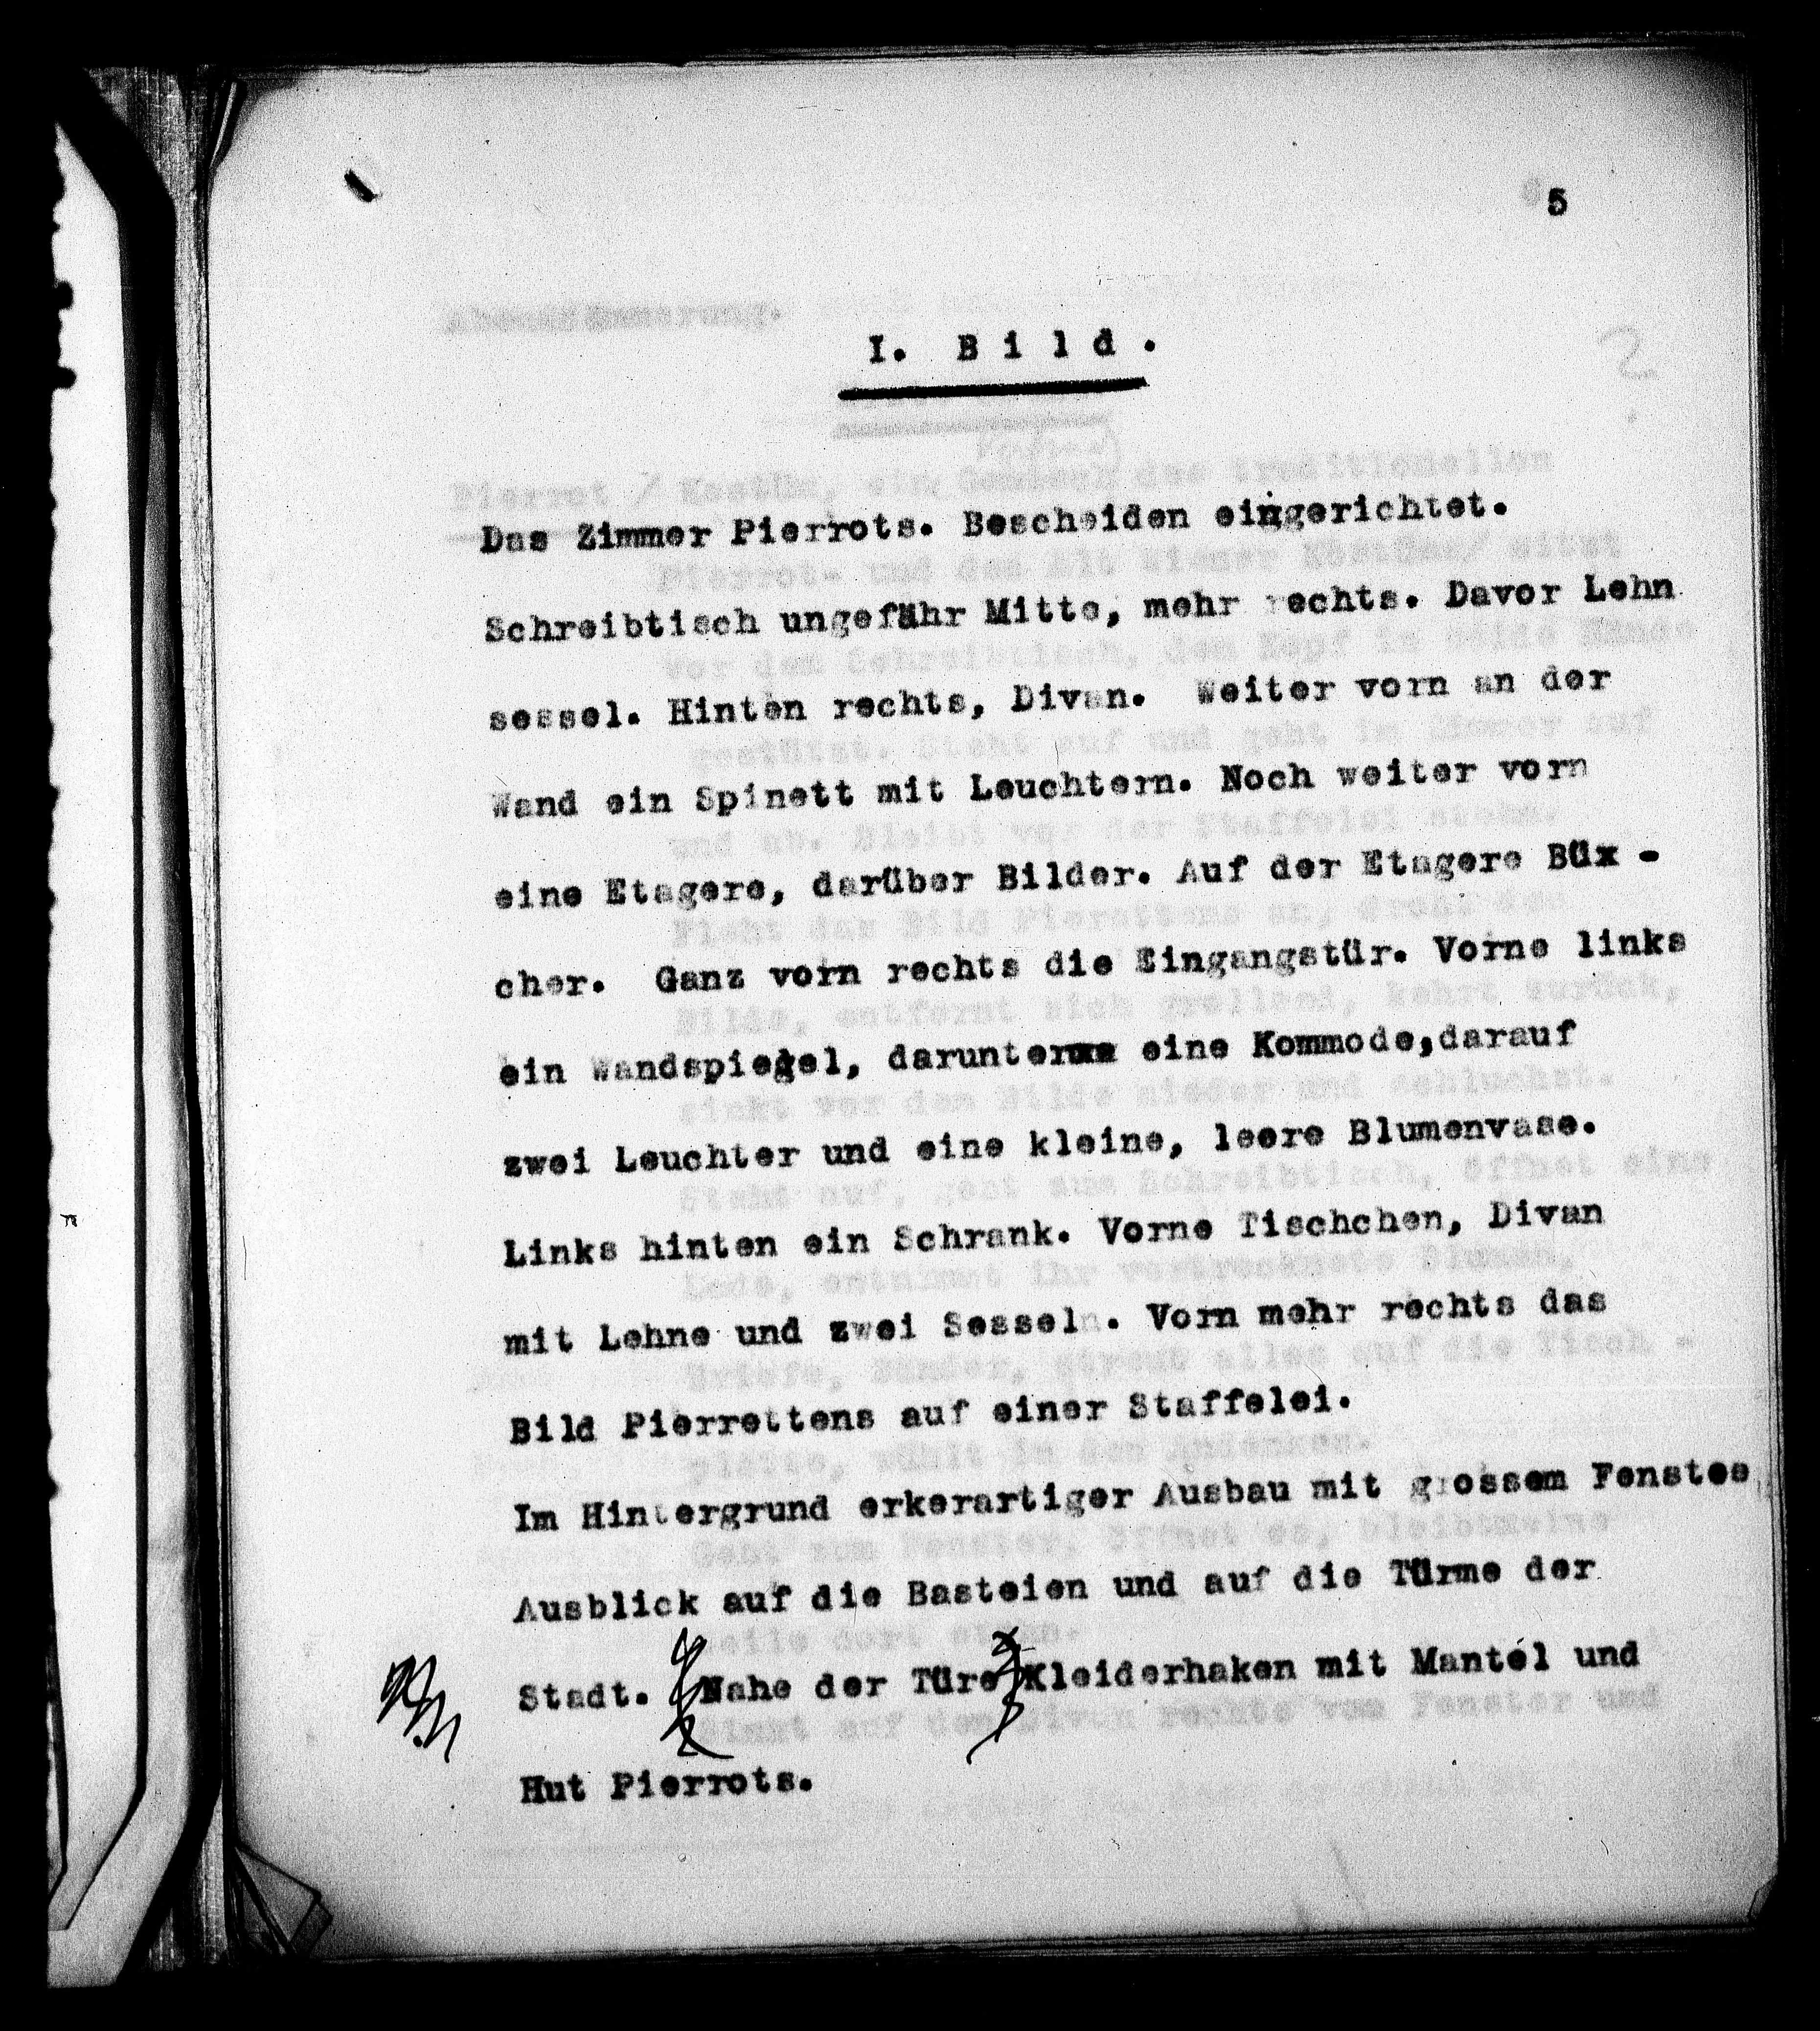 5
I. Bild.
Das Zimmer Pierrots. Bescheiden eingerichtet.
Schreibtisch ungefähr Mitte, mehr rechts. Davor Lehn
sessel. Hinten rechts, Divan. Weiter vorn an der
Wand ein Spinett mit Leuchtern. Noch weiter vorn
eine Etagere, darüber Bilder. Auf der Etagere Büx -
cher. Ganz vorn rechts die Eingangstür. Vorne links
ein Wandspiegel, darunter eine Kommode,darauf
zwei Leuchter und eine kleine, leere Blumenvase.
Links hinten ein Schrank. Vorne Tischchen, Divan
mit Lehne und zwei Sesseln. Vorn mehr rechts das
Bild Pierrettens auf einer Staffelei.
Im Hintergrund erkerartiger Ausbau mit grossem Fenster
Ausblick auf die Basteien und auf die Türme der
Stadt. Nahe der Türe Kleiderhaken mit Mantel und
Hut Pierrots.